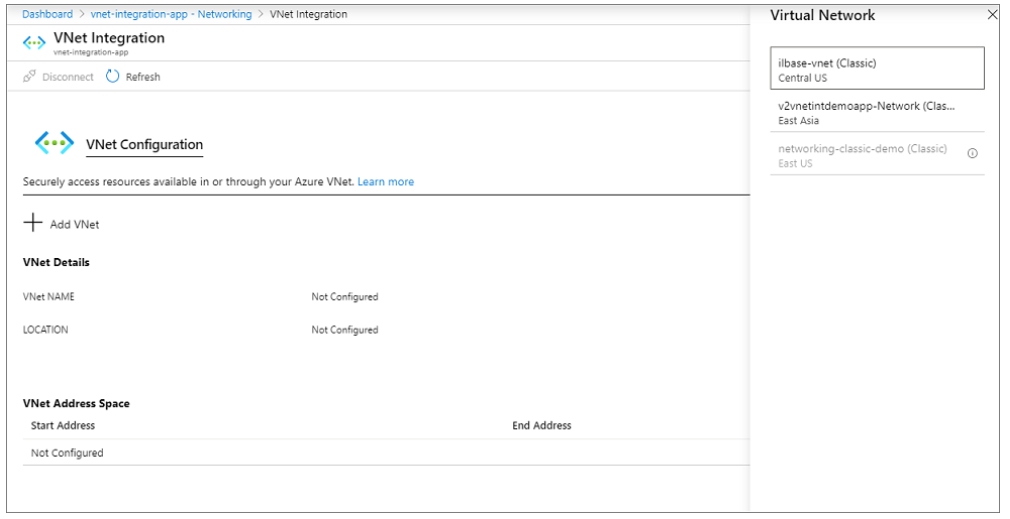 Dashboard > vnet-integration-app - Networking > VNet Integration
VNet Integration
vnet-integration-app
Disconnect Refresh
VNet Configuration
Securely access resources available in or through your Azure VNet. Learn more
Add VNet
VNet Details
VNet NAME Not Configured
LOCATION Not Configured
VNet Address Space
Start Address End Address
Not Configured
Virtual Network
ilbase-vnet (Classic)
Central US
v2vnetintdemoapp-Network (Clas...
East Asia
networking-classic-demo (Classic)
East US